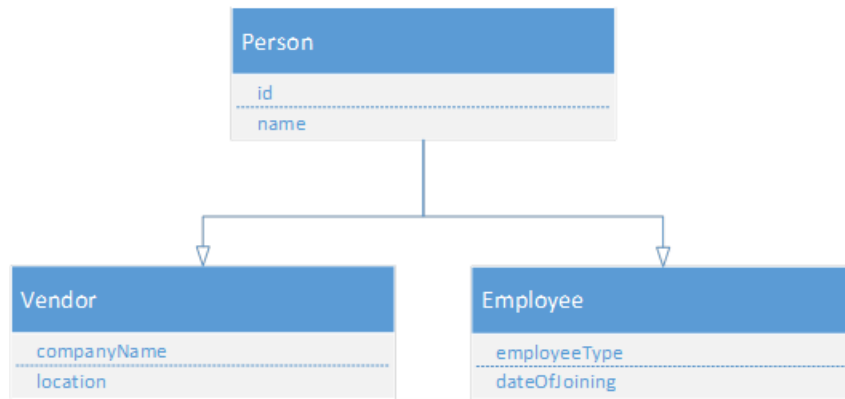 Person
id
name
Vendor
companyName
location
Employee
employeeType
dateOfJoining